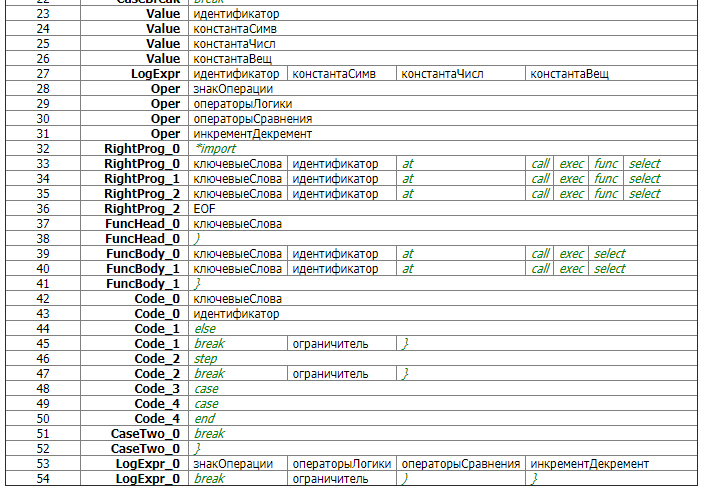 22 CaseBreak break
23 Value идентификатор
24 Value константаСимв
25 Value константаЧисл
26 Value константаВещ
27 LogExpr идентификатор константаСимв константаЧисл константаВещ
28 Oper знакОперации
29 Oper операторыЛогики
30 Oper операторыСравнения
31 Oper инкрементДекремент
32 RightProg_0 *import
33 RightProg_0 ключевыеСлова идентификатор at call exec func select
34 RightProg_1 ключевыеСлова идентификатор at call exec func select
35 RightProg_2 ключевыеСлова идентификатор at call exec func select
36 RightProg_2 EOF
37 FuncHead_0 ключевыеСлова
38 FuncHead_0 )
39 FuncBody_0 ключевыеСлова идентификатор at call exec select
40 FuncBody_1 ключевыеСлова идентификатор at call exec select
41 FuncBody_1 }
42 Code_0 ключевыеСлова
43 Code_0 идентификатор
44 Code_1 else
45 Code_1 break ограничитель }
46 Code_2 step
47 Code_2 break ограничитель }
48 Code_3 case
49 Code_4 case
50 Code_4 end
51 CaseTwo_0 break
52 CaseTwo_0 }
53 LogExpr_0 знакОперации операторыЛогики операторыСравнения инкрементДекремент
54 LogExpr_0 break ограничитель ) }